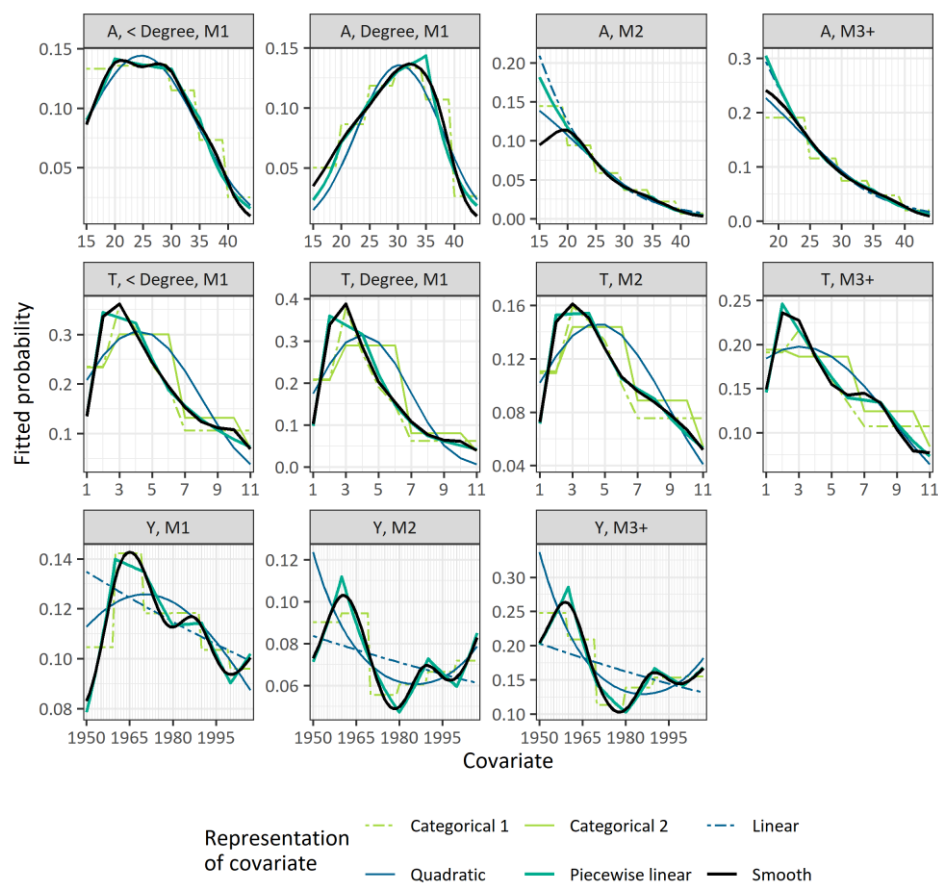 A, < Degree, M1
A, Degree, M1
A, M2
A, M3+
0.15
0.10
0.05
15 20 25 30 35 40
0.15
0.10
0.05
15 20 25 30 35 40
0.20
0.15
0.10
0.05
0.00
15 20 25 30 35 40
0.3
0.2
0.1
0.0
20 25 30 35 40
T, < Degree, M1
T, Degree, M1
T, M2
T, M3+
0.3
0.2
0.1
1 3 5 7 9 11
0.4
0.3
0.2
0.1
0.0
1 3 5 7 9 11
0.16
0.12
0.08
0.04
1 3 5 7 9 11
0.25
0.20
0.15
0.10
1 3 5 7 9 11
Y, M1
Y, M2
Y, M3+
0.14
0.12
0.10
0.08
1950 1965 1980 1995
0.12
0.10
0.08
0.06
1950 1965 1980 1995
0.30
0.25
0.20
0.15
0.10
1950 1965 1980 1995
Fitted probability
Covariate
Representation
of covariate
Categorical 1
Categorical 2
Linear
Quadratic
Piecewise linear
Smooth